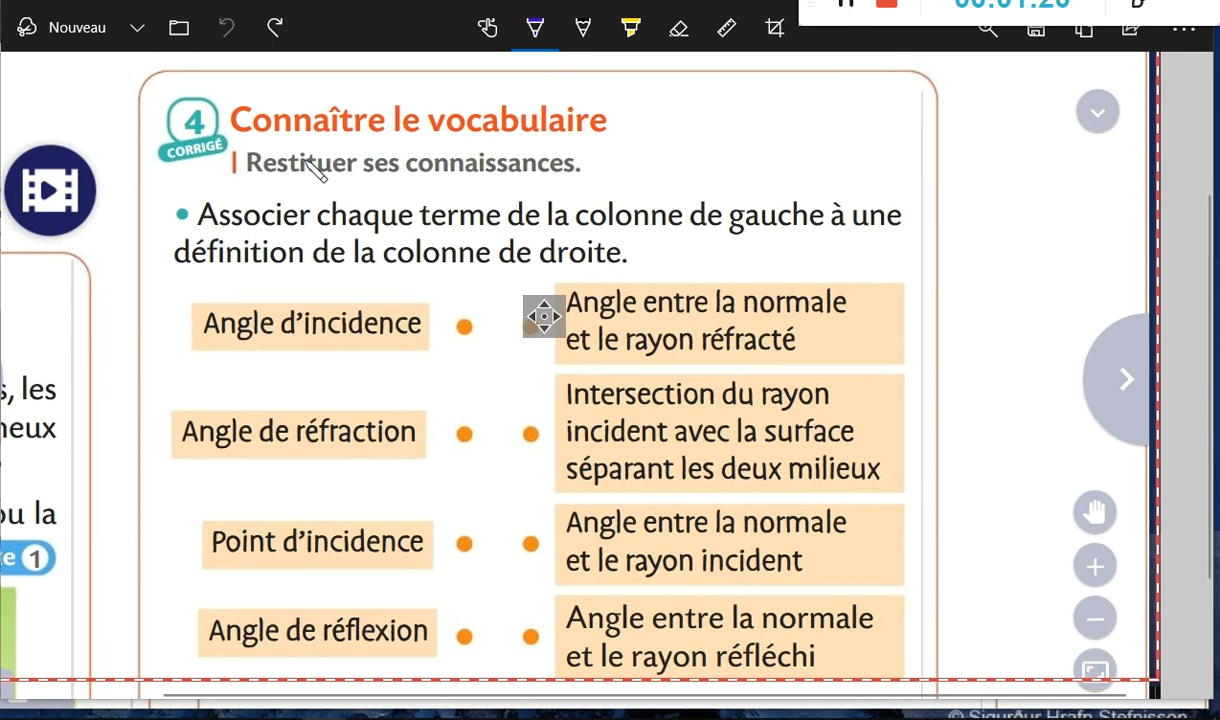 Nouveau
4
CORRIGÉ
Connaître le vocabulaire
Restituer ses connaissances.
• Associer chaque terme de la colonne de gauche à une
définition de la colonne de droite.
Angle d'incidence
Angle entre la normale
et le rayon réfracté
Angle de réfraction
Intersection du rayon
incident avec la surface
séparant les deux milieux
Point d'incidence
Angle entre la normale
et le rayon incident
Angle de réflexion
Angle entre la normale
et le rayon réfléchi
s, les
neux
ou la
e 1
© Sigurður Hrafn Stefnisson